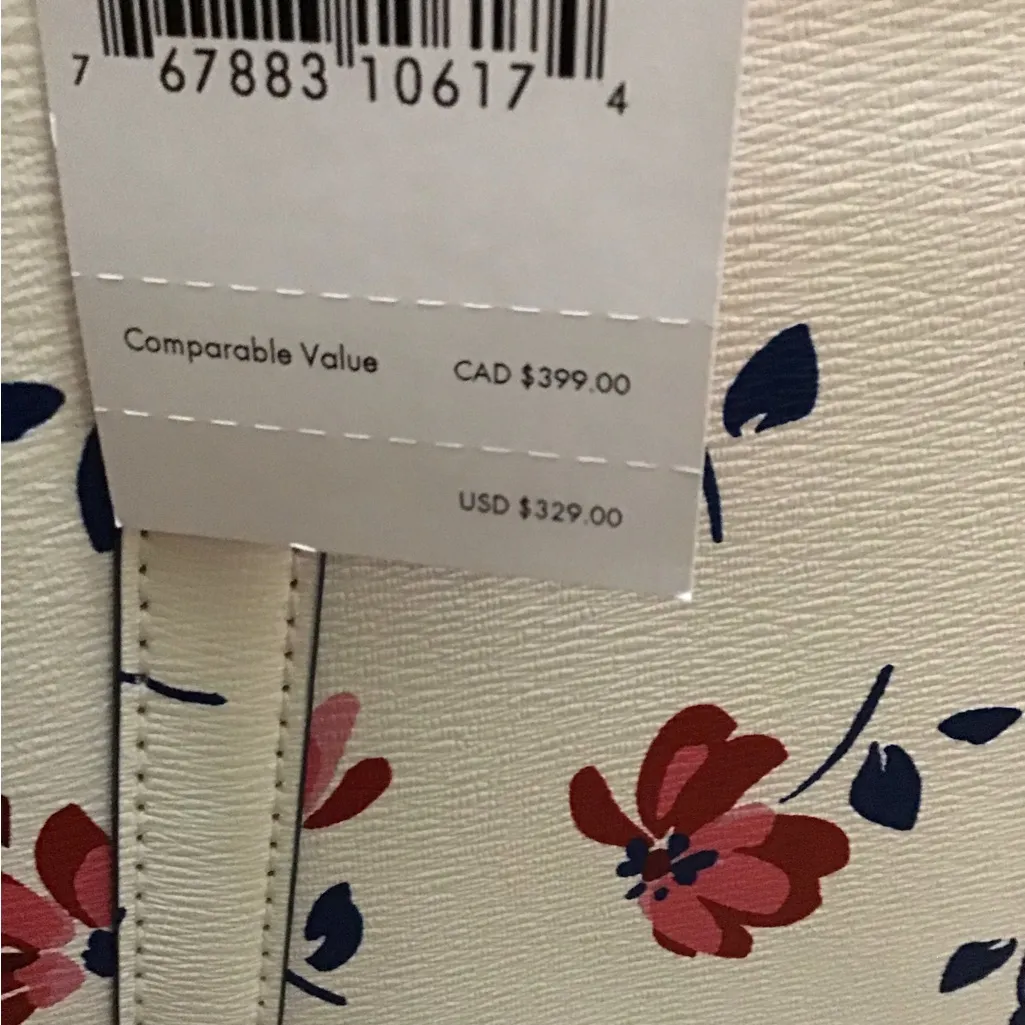 7 67883 10617 4
Comparable Value CAD $399.00
USD $329.00